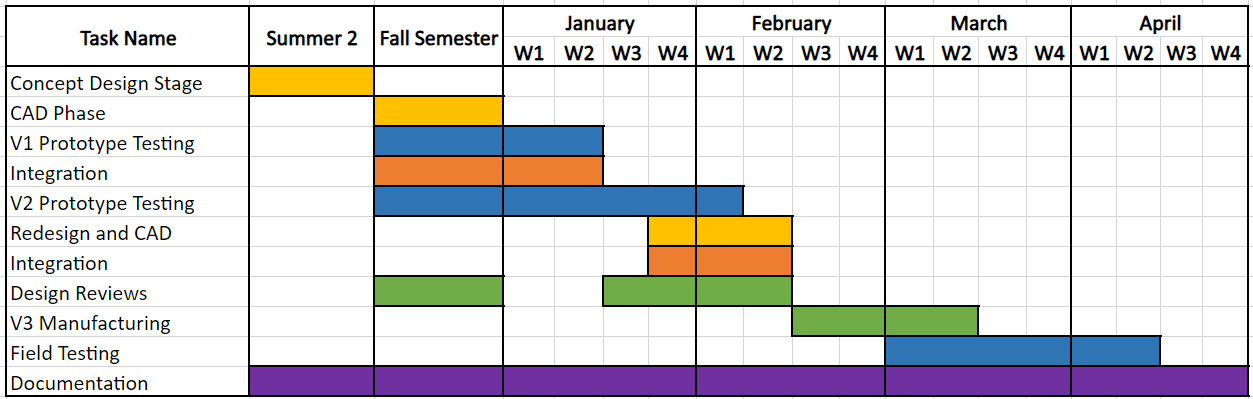 Task Name Summer 2 Fall Semester January February March April
W1 W2 W3 W4 W1 W2 W3 W4 W1 W2 W3 W4 W1 W2 W3 W4
Concept Design Stage
CAD Phase
V1 Prototype Testing
Integration
V2 Prototype Testing
Redesign and CAD
Integration
Design Reviews
V3 Manufacturing
Field Testing
Documentation